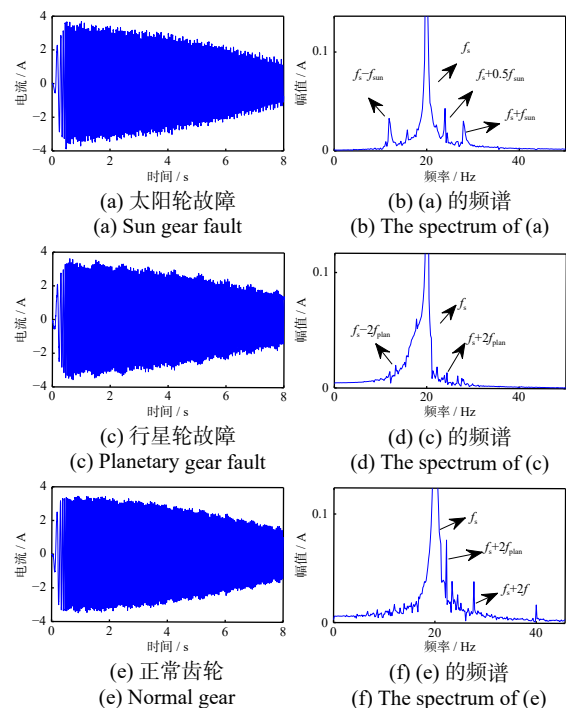 4
2
0
−2
−4
电流 / A
0
2
4
6
8
时间 / s
(a) 太阳轮故障
(a) Sun gear fault
0.1
0
幅值 / A
fs−fsun
fs
fs+0.5fsun
fs+fsun
0
20
40
频率 / Hz
(b) (a) 的频谱
(b) The spectrum of (a)
4
2
0
−2
−4
电流 / A
0
2
4
6
8
时间 / s
(c) 行星轮故障
(c) Planetary gear fault
0.1
0
幅值 / A
fs−2fplan
fs
fs+2fplan
0
20
40
频率 / Hz
(d) (c) 的频谱
(d) The spectrum of (c)
4
2
0
−2
−4
电流 / A
0
2
4
6
8
时间 / s
(e) 正常齿轮
(e) Normal gear
0.1
0
幅值 / A
fs
fs+2fplan
fs+2f
0
20
40
频率 / Hz
(f) (e) 的频谱
(f) The spectrum of (e)